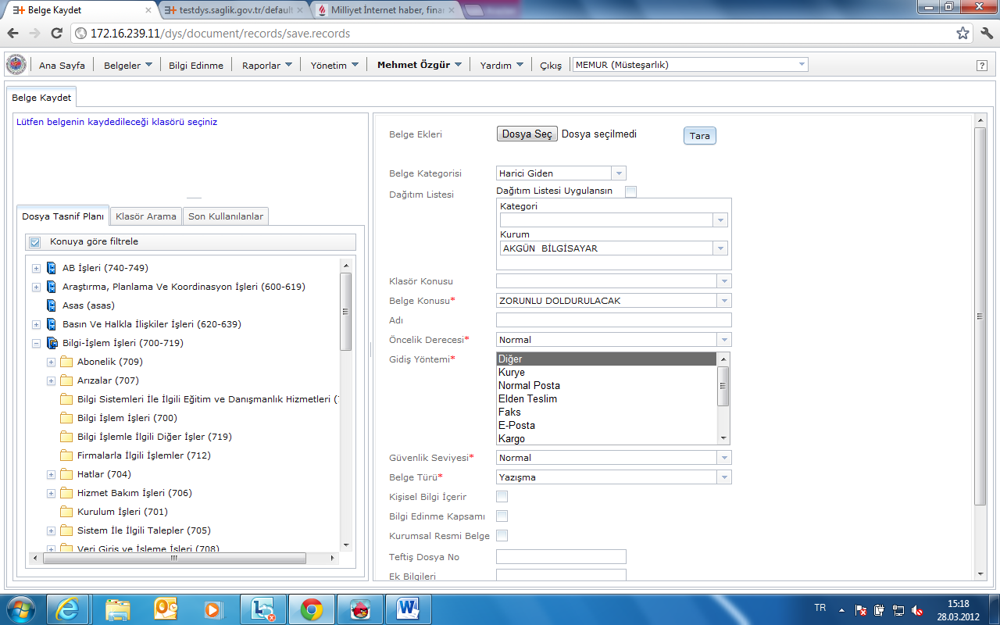 Belge Kaydet
testdys.saglik.gov.tr/default
Milliyet İnternet haber, finan
172.16.239.11/dys/document/records/save.records
Ana Sayfa Belgeler Bilgi Edinme Raporlar Yönetim Mehmet Özgür Yardım Çıkış MEMUR (Müsteşarlık) ?
Belge Kaydet
Lütfen belgenin kaydedileceği klasörü seçiniz
Dosya Tasnif Planı Klasör Arama Son Kullanılanlar
Konuya göre filtrele
AB İşleri (740-749)
Araştırma, Planlama Ve Koordinasyon İşleri (600-619)
Asas (asas)
Basın Ve Halkla İlişkiler İşleri (620-639)
Bilgi-İşlem İşleri (700-719)
Abonelik (709)
Arızalar (707)
Bilgi Sistemleri İle İlgili Eğitim ve Danışmanlık Hizmetleri (
Bilgi İşlem İşleri (700)
Bilgi İşlemle İlgili Diğer İşler (719)
Firmalarla İlgili İşlemler (712)
Hatlar (704)
Hizmet Bakım İşleri (706)
Kurulum İşleri (701)
Sistem İle İlgili Talepler (705)
Veri Giriş ve İşleme İşleri (708)
Belge Ekleri Dosya Seç Dosya seçilmedi Tara
Belge Kategorisi Harici Giden
Dağıtım Listesi Dağıtım Listesi Uygulansın
Kategori
Kurum
AKGÜN BİLGİSAYAR
Klasör Konusu
Belge Konusu* ZORUNLU DOLDURULACAK
Adı
Öncelik Derecesi* Normal
Gidiş Yöntemi* Diğer
Kurye
Normal Posta
Elden Teslim
Faks
E-Posta
Kargo
Güvenlik Seviyesi* Normal
Belge Türü* Yazışma
Kişisel Bilgi İçerir
Bilgi Edinme Kapsamı
Kurumsal Resmi Belge
Teftiş Dosya No
Ek Bilgileri
TR 15:18
28.03.2012